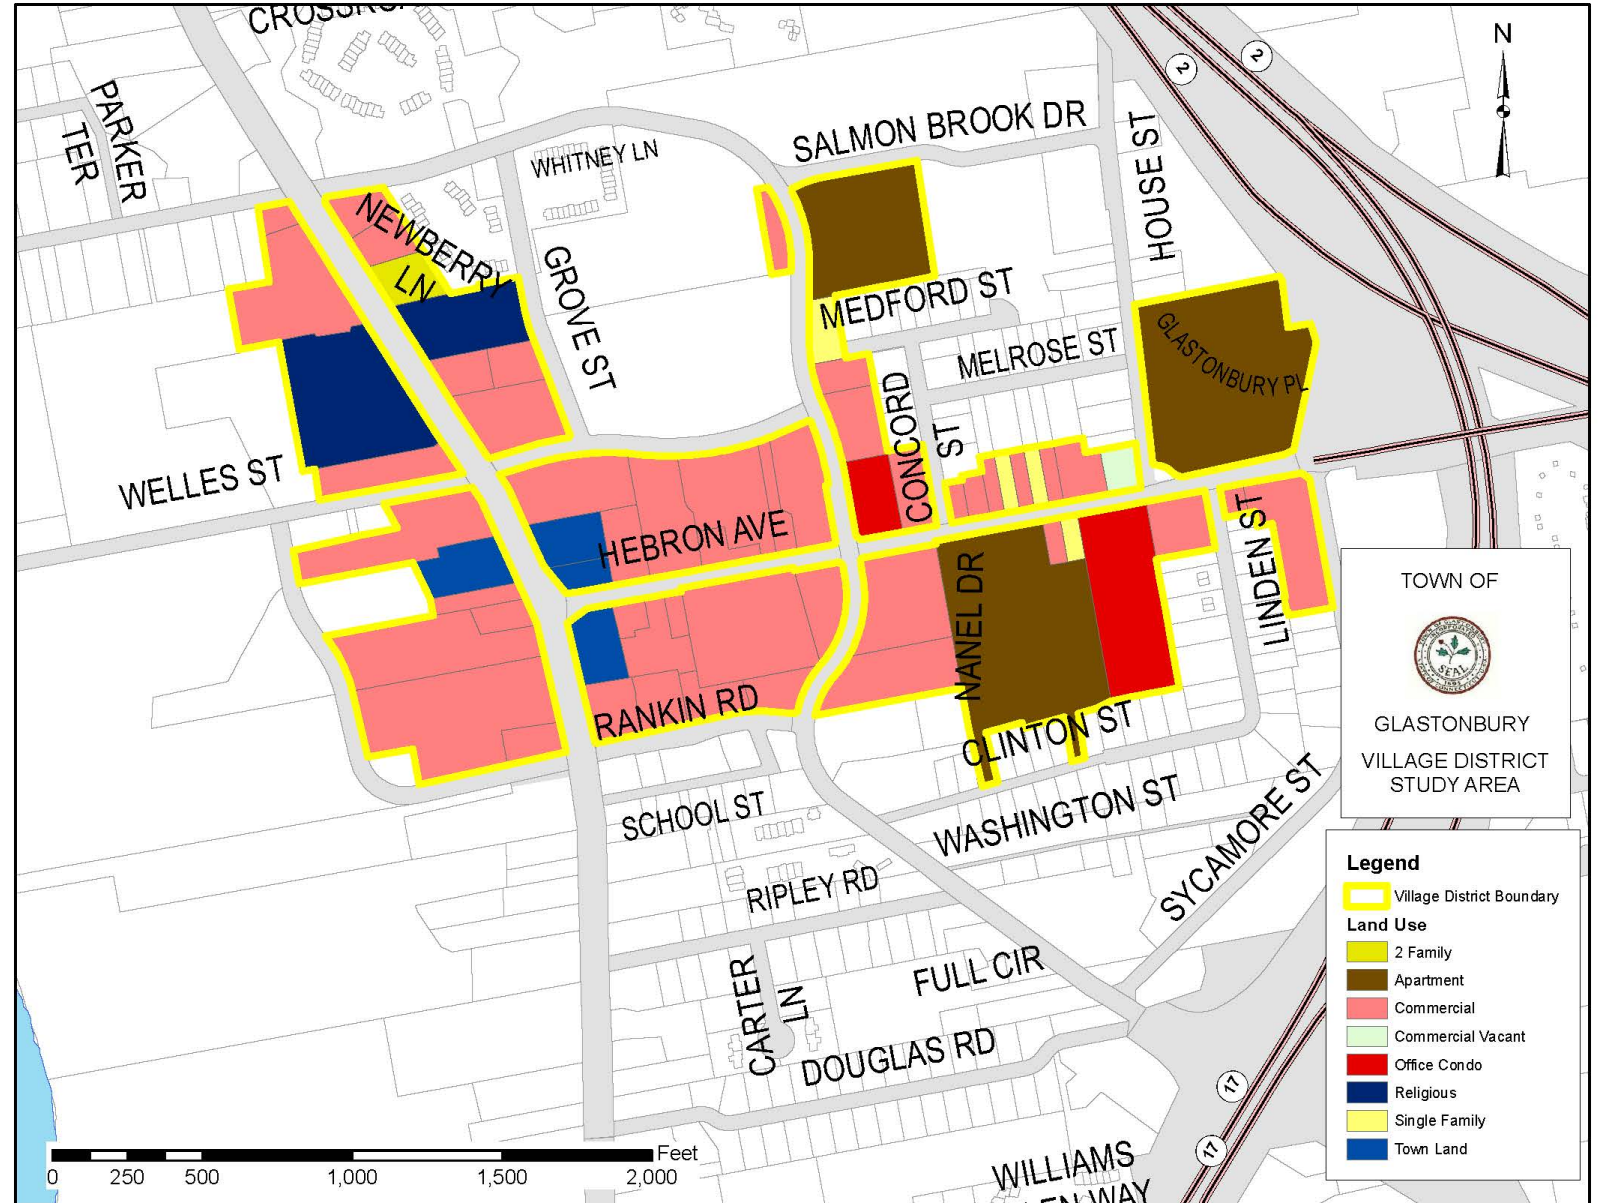 2
2
N
PARKER
TER
SALMON BROOK DR
WHITNEY LN
HOUSE ST
NEWBERRY
LN
GROVE ST
MEDFORD ST
GLASTONBURY PL
MELROSE ST
CONCORD
ST
WELLES ST
HEBRON AVE
LINDEN ST
NANEL DR
RANKIN RD
CLINTON ST
SCHOOL ST
WASHINGTON ST
SYCAMORE ST
RIPLEY RD
FULL CIR
CARTER
LN
DOUGLAS RD
17
17
WILLIAMS
WAY
TOWN OF
SEAL
GLASTONBURY
VILLAGE DISTRICT
STUDY AREA
Legend
Village District Boundary
Land Use
2 Family
Apartment
Commercial
Commercial Vacant
Office Condo
Religious
Single Family
Town Land
Feet
0 250 500 1,000 1,500 2,000